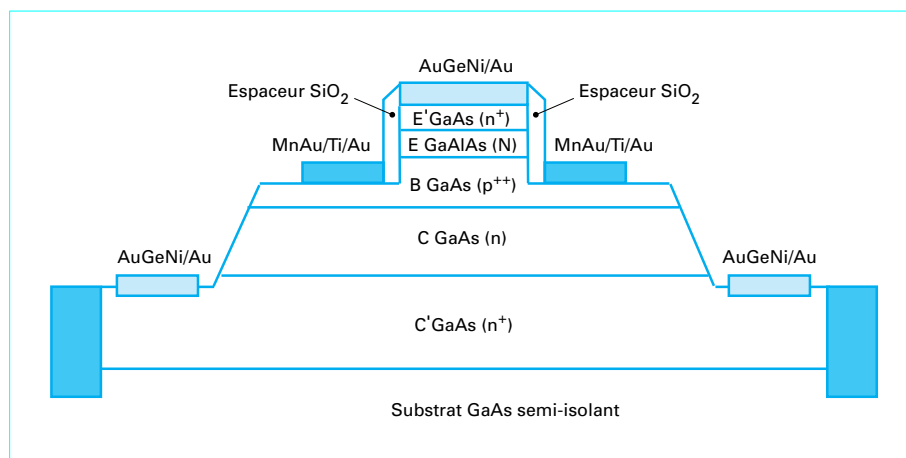 AuGeNi/Au
Espaceur SiO₂
Espaceur SiO₂
E'GaAs (n⁺)
MnAu/Ti/Au
E GaAlAs (N)
MnAu/Ti/Au
B GaAs (p⁺⁺)
C GaAs (n)
AuGeNi/Au
AuGeNi/Au
C'GaAs (n⁺)
Substrat GaAs semi-isolant